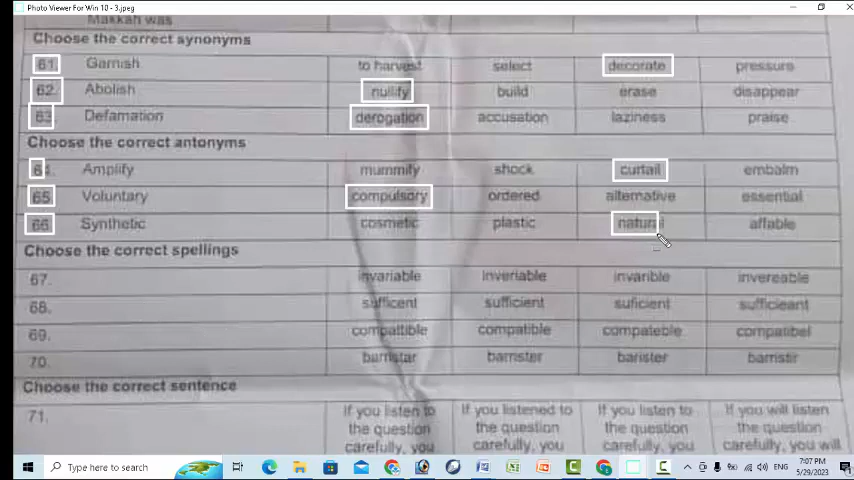 Photo Viewer For Win 10 - 3.jpeg
Makkah was
Choose the correct synonyms
61. Garnish to harvest select decorate pressure
62. Abolish nullify build erase disappear
63. Defamation derogation accusation laziness praise
Choose the correct antonyms
64. Amplify mummify shock curtail embalm
65 Voluntary compulsory ordered alternative essential
66 Synthetic cosmetic plastic natural affable
Choose the correct spellings
67. invariable inveriable invarible invereable
68. sufficent sufficient suficient sufficieant
69. compattible compatible compateble compatibel
70. barristar barrister barister barristir
Choose the correct sentence
71. If you listen to If you listened to If you listen to If you will listen
the question the question the question the question
carefully, you carefully, you carefully, you carefully, you will
Type here to search
ENG
7:07 PM
5/29/2023